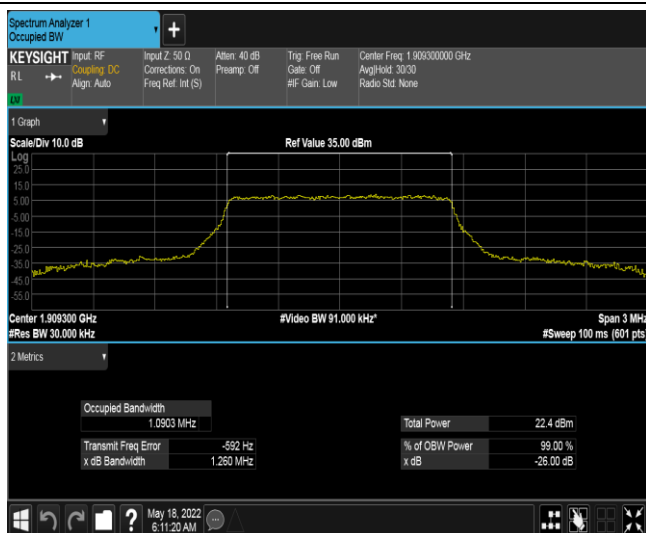 Spectrum Analyzer 1
Occupied BW
+
KEYSIGHT
RL
Input: RF
Coupling: DC
Align: Auto
Input Z: 50 Ω
Corrections: On
Freq Ref: Int (S)
Atten: 40 dB
Preamp: Off
Trig: Free Run
Gate: Off
#IF Gain: Low
Center Freq: 1.909300000 GHz
Avg|Hold: 30/30
Radio Std: None
1 Graph
Scale/Div 10.0 dB
Ref Value 35.00 dBm
Log
25.0
15.0
5.00
-5.00
-15.0
-25.0
-35.0
-45.0
-55.0
Center 1.909300 GHz
#Video BW 91.000 kHz*
Span 3 MHz
#Res BW 30.000 kHz
#Sweep 100 ms (601 pts)
2 Metrics
Occupied Bandwidth
1.0903 MHz
Total Power 22.4 dBm
Transmit Freq Error -592 Hz
% of OBW Power 99.00 %
x dB Bandwidth 1.260 MHz
x dB -26.00 dB
?
May 18, 2022
6:11:20 AM